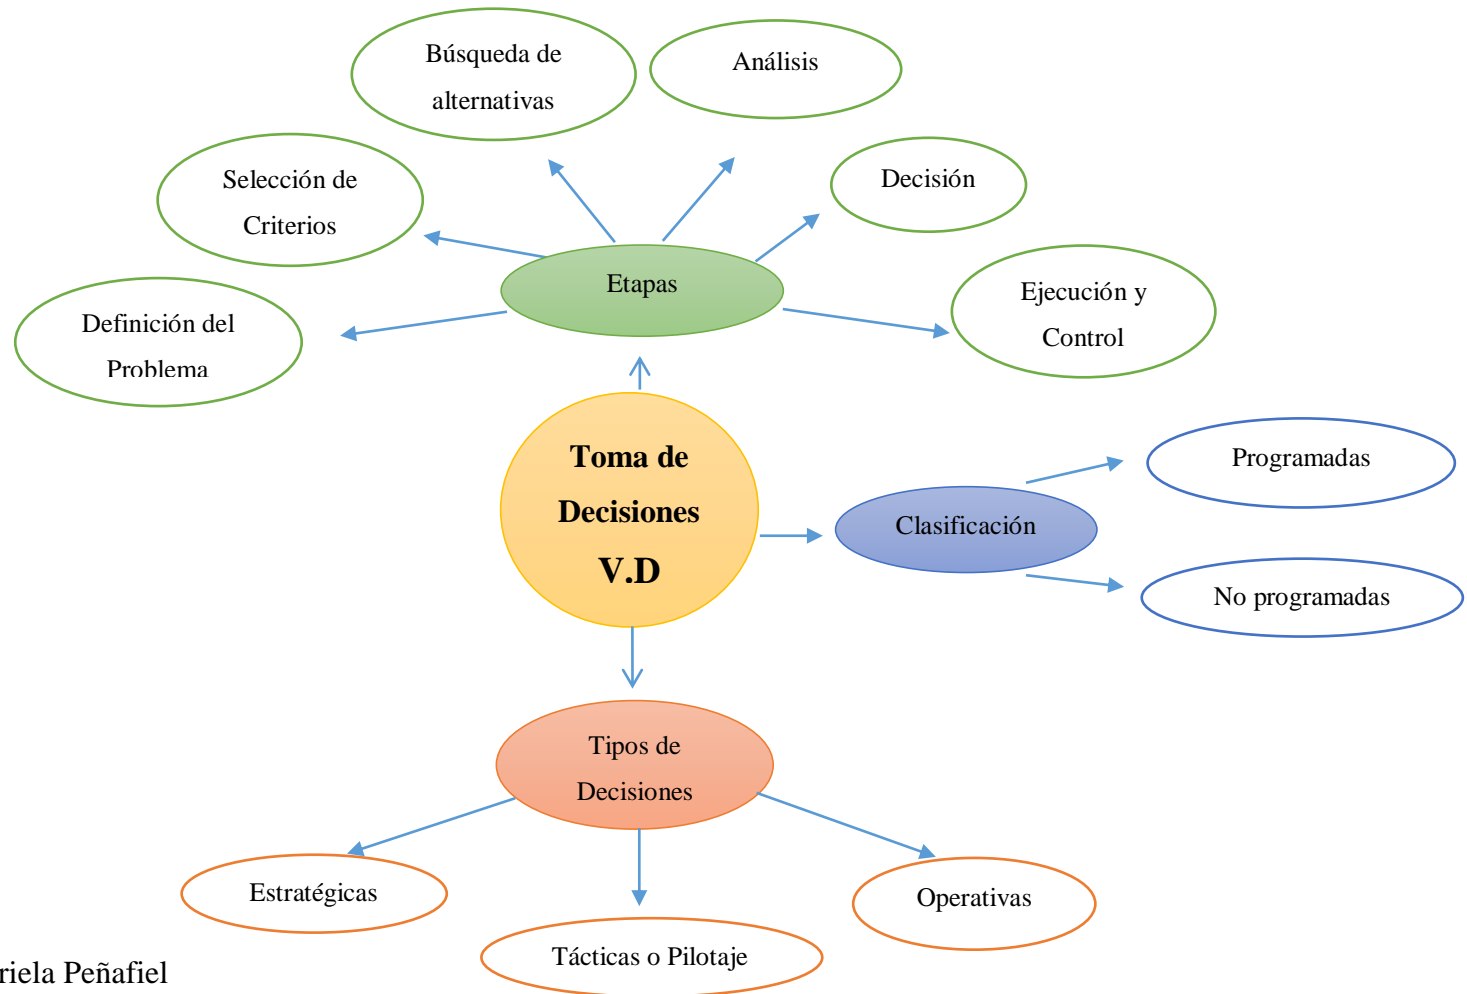 Búsqueda de
alternativas
Análisis
Selección de
Criterios
Decisión
Etapas
Ejecución y
Control
Definición del
Problema
Toma de
Decisiones
V.D
Programadas
Clasificación
No programadas
Tipos de
Decisiones
Estratégicas
Operativas
Tácticas o Pilotaje
riela Peñafiel